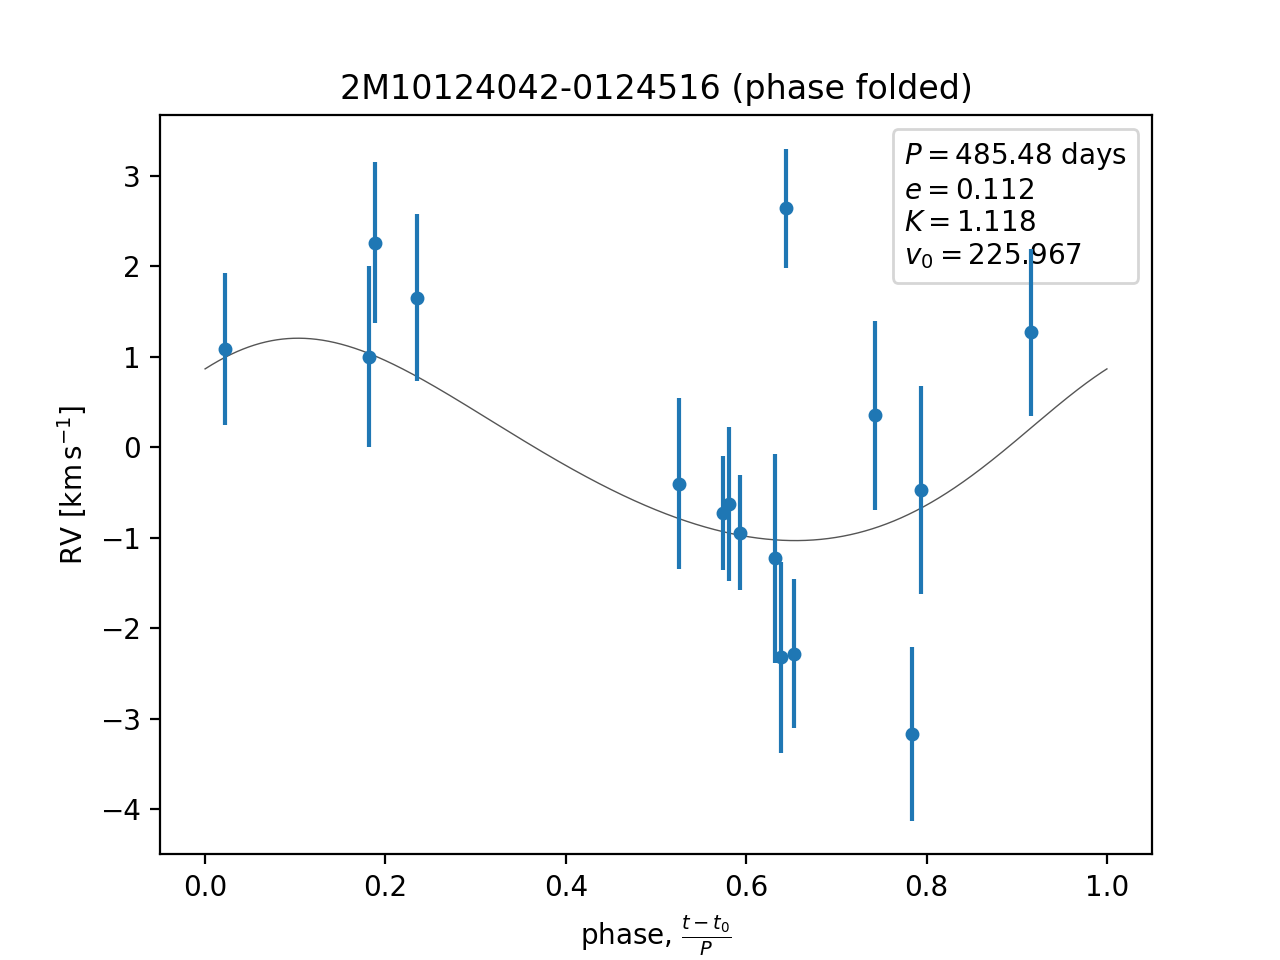 2M10124042-0124516 (phase folded)
P = 485.48 days
e = 0.112
K = 1.118
v₀ = 225.967
RV [km s⁻¹]
3
2
1
0
−1
−2
−3
−4
0.0 0.2 0.4 0.6 0.8 1.0
phase, (t − t₀)/P